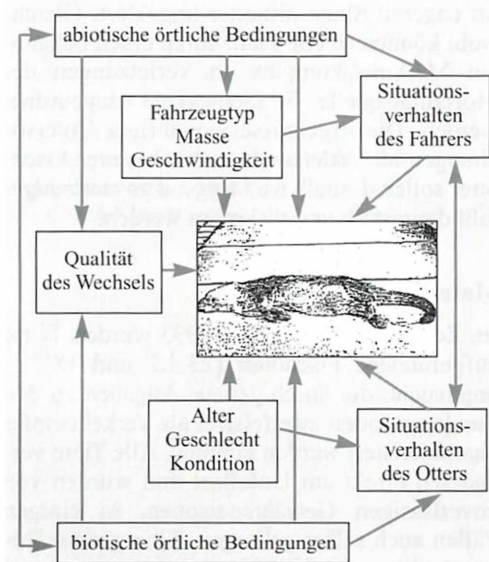 abiotische örtliche Bedingungen
Fahrzeugtyp
Masse
Geschwindigkeit
Situations-
verhalten
des Fahrers
Qualität
des Wechsels
Alter
Geschlecht
Kondition
Situations-
verhalten
des Otters
biotische örtliche Bedingungen